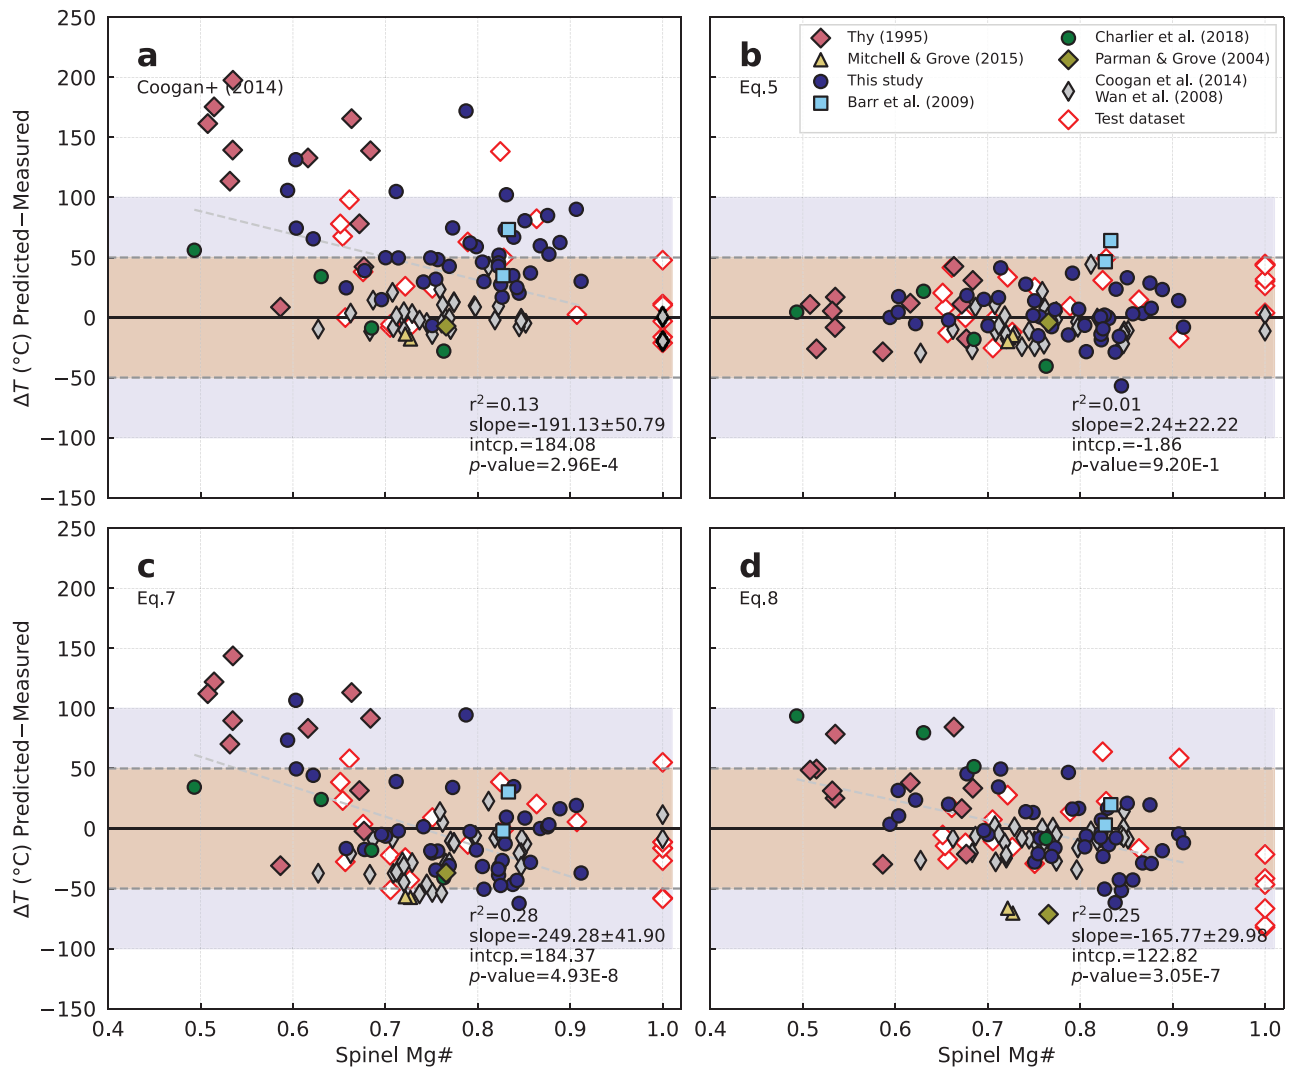 250
200
150
100
50
0
−50
−100
−150
ΔT (°C) Predicted−Measured
a
Coogan+ (2014)
r²=0.13
slope=-191.13±50.79
intcp.=184.08
p-value=2.96E-4
b
Eq.5
Thy (1995)
Mitchell & Grove (2015)
This study
Barr et al. (2009)
Charlier et al. (2018)
Parman & Grove (2004)
Coogan et al. (2014)
Wan et al. (2008)
Test dataset
r²=0.01
slope=2.24±22.22
intcp.=-1.86
p-value=9.20E-1
250
200
150
100
50
0
−50
−100
−150
ΔT (°C) Predicted−Measured
c
Eq.7
r²=0.28
slope=-249.28±41.90
intcp.=184.37
p-value=4.93E-8
0.4 0.5 0.6 0.7 0.8 0.9 1.0
Spinel Mg#
d
Eq.8
r²=0.25
slope=-165.77±29.98
intcp.=122.82
p-value=3.05E-7
0.4 0.5 0.6 0.7 0.8 0.9 1.0
Spinel Mg#